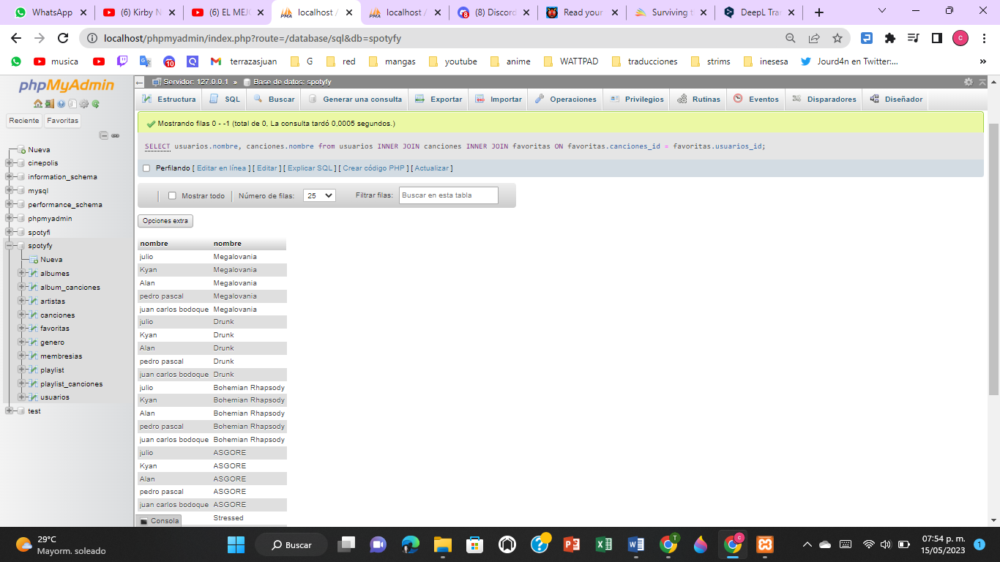 WhatsApp
(6) Kirby N
(6) EL MEJO
localhost /
localhost /
(8) Discord
Read your
Surviving t
DeepL Tran
localhost/phpmyadmin/index.php?route=/database/sql&db=spotyfy
c
musica
10
terrazasjuan
G
red
mangas
youtube
anime
WATTPAD
traducciones
strims
inesesa
Jourd4n en Twitter:...
»
phpMyAdmin
Reciente
Favoritas
Nueva
cinepolis
information_schema
mysql
performance_schema
phpmyadmin
spotyfi
spotyfy
Nueva
albumes
album_canciones
artistas
canciones
favoritas
genero
membresias
playlist
playlist_canciones
usuarios
test
Servidor: 127.0.0.1 » Base de datos: spotyfy
Estructura
SQL
Buscar
Generar una consulta
Exportar
Importar
Operaciones
Privilegios
Rutinas
Eventos
Disparadores
Diseñador
Mostrando filas 0 - -1 (total de 0, La consulta tardó 0,0005 segundos.)
SELECT usuarios.nombre, canciones.nombre from usuarios INNER JOIN canciones INNER JOIN favoritas ON favoritas.canciones_id = favoritas.usuarios_id;
Perfilando [ Editar en línea ] [ Editar ] [ Explicar SQL ] [ Crear código PHP ] [ Actualizar ]
Mostrar todo
Número de filas:
25
Filtrar filas:
Buscar en esta tabla
Opciones extra
nombre nombre
julio Megalovania
Kyan Megalovania
Alan Megalovania
pedro pascal Megalovania
juan carlos bodoque Megalovania
julio Drunk
Kyan Drunk
Alan Drunk
pedro pascal Drunk
juan carlos bodoque Drunk
julio Bohemian Rhapsody
Kyan Bohemian Rhapsody
Alan Bohemian Rhapsody
pedro pascal Bohemian Rhapsody
juan carlos bodoque Bohemian Rhapsody
julio ASGORE
Kyan ASGORE
Alan ASGORE
pedro pascal ASGORE
juan carlos bodoque ASGORE
Stressed
Consola
29°C
Mayorm. soleado
Buscar
07:54 p. m.
15/05/2023
1